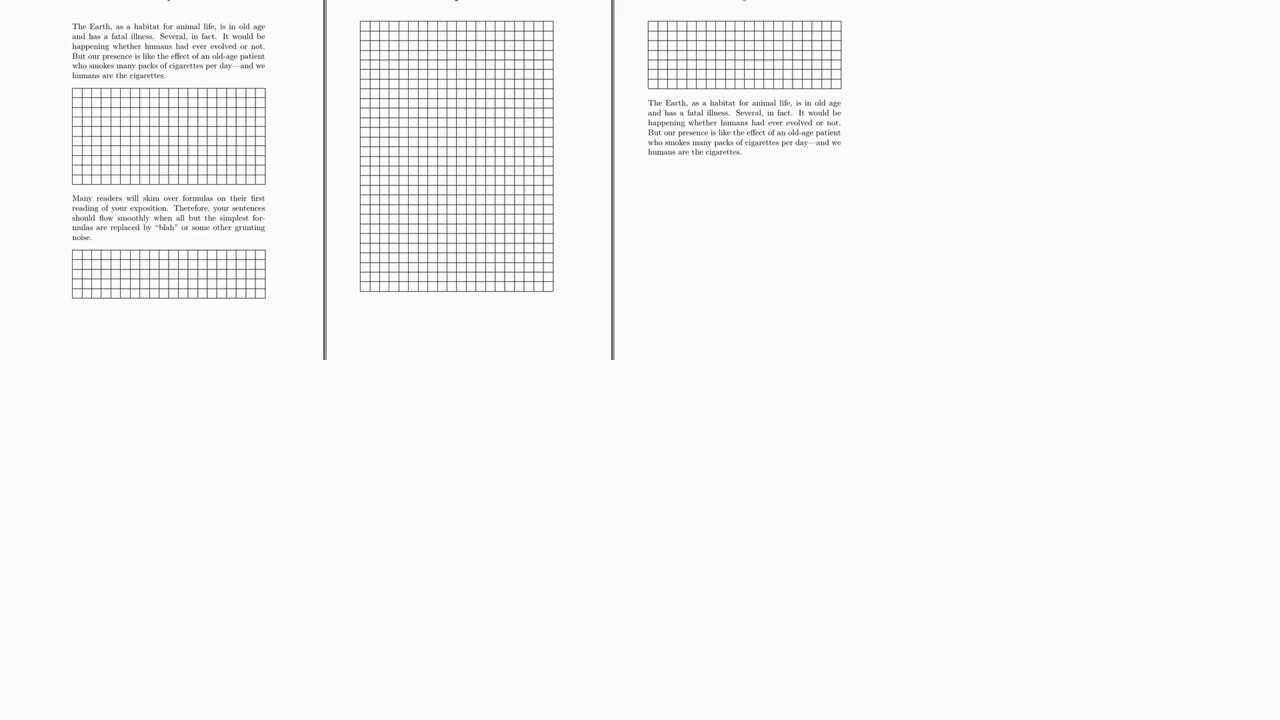 The Earth, as a habitat for animal life, is in old age
and has a fatal illness. Several, in fact. It would be
happening whether humans had ever evolved or not.
But our presence is like the effect of an old-age patient
who smokes many packs of cigarettes per day—and we
humans are the cigarettes.
Many readers will skim over formulas on their first
reading of your exposition. Therefore, your sentences
should flow smoothly when all but the simplest for-
mulas are replaced by “blah” or some other grunting
noise.
The Earth, as a habitat for animal life, is in old age
and has a fatal illness. Several, in fact. It would be
happening whether humans had ever evolved or not.
But our presence is like the effect of an old-age patient
who smokes many packs of cigarettes per day—and we
humans are the cigarettes.